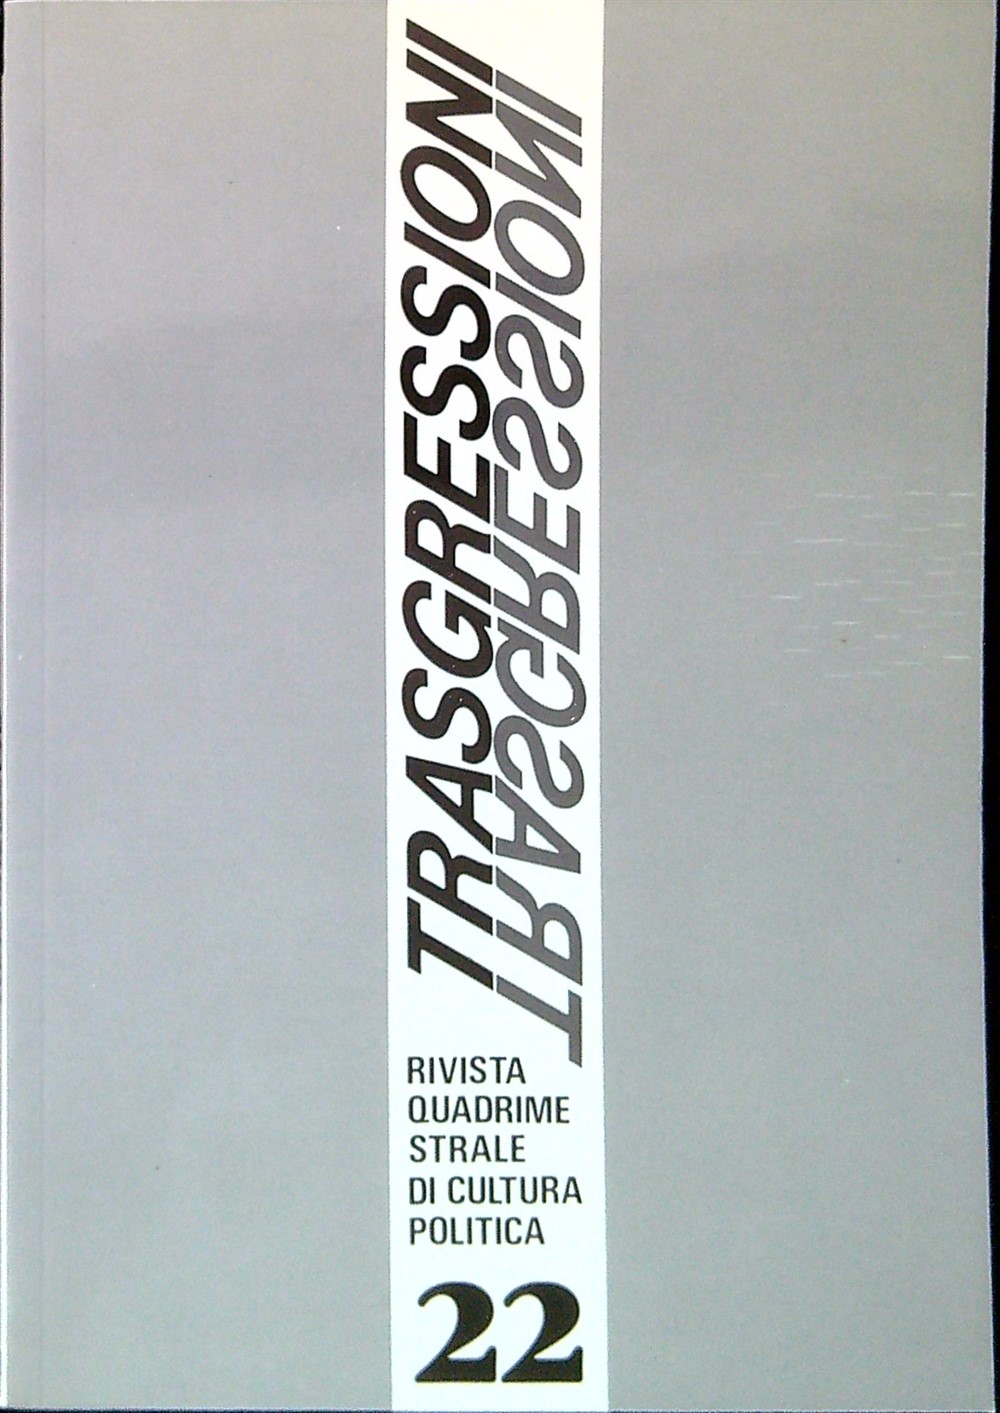 TRASGRESSIONI
TRASGRESSIONI
RIVISTA
QUADRIME
STRALE
DI CULTURA
POLITICA
22